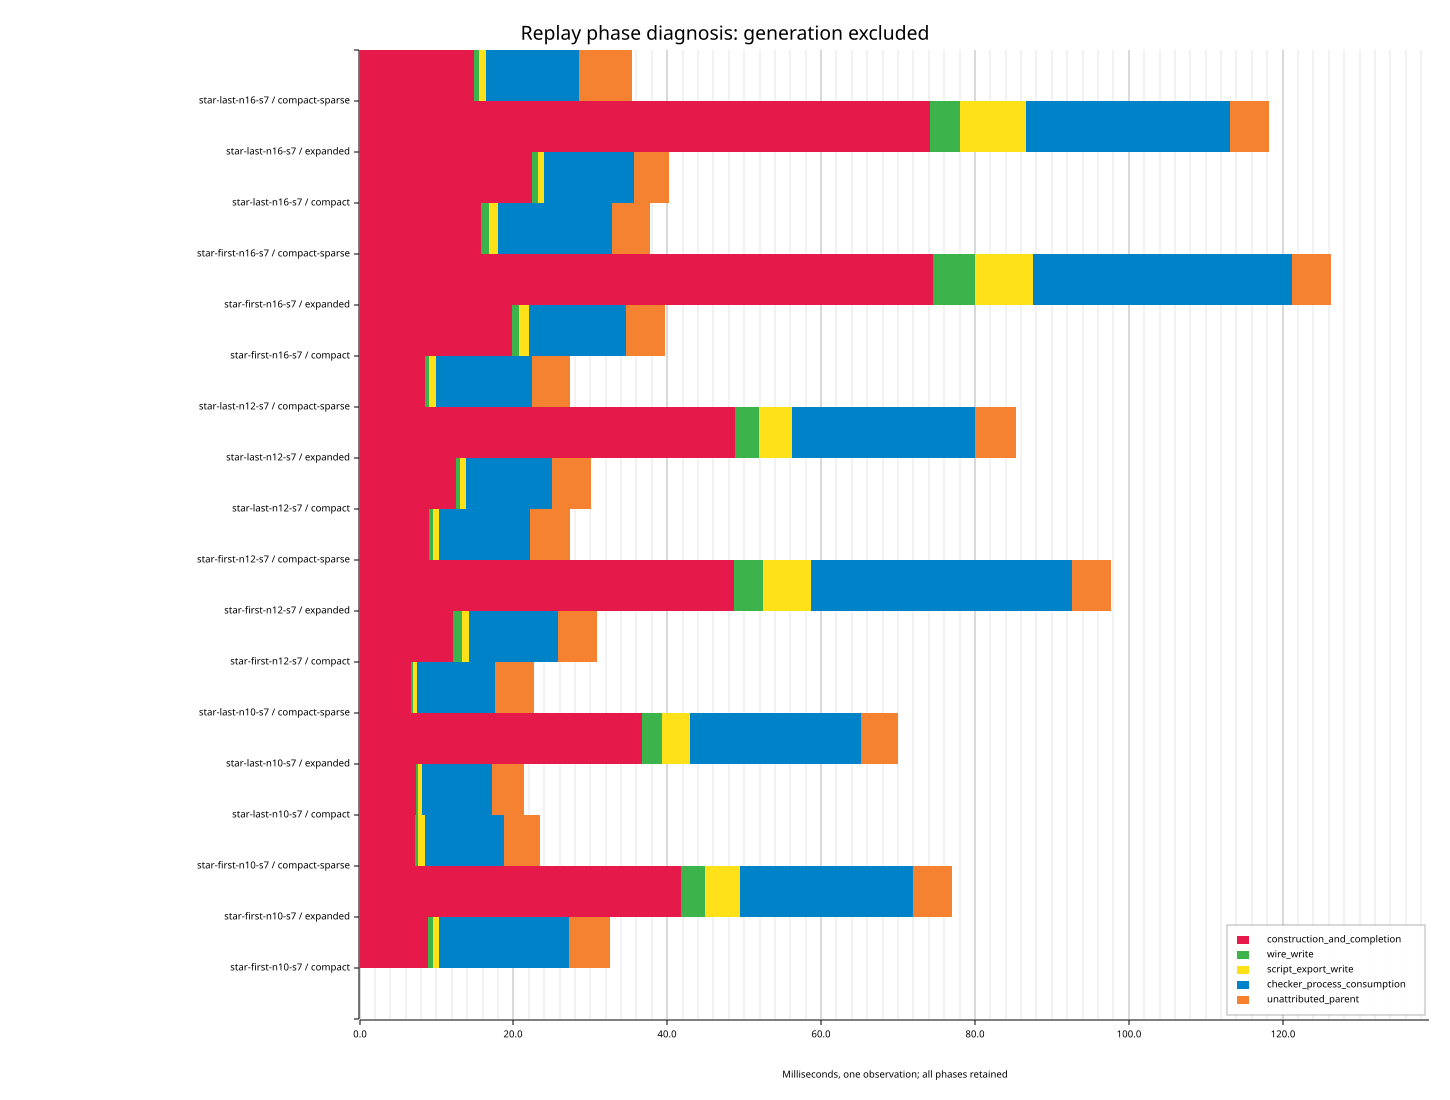 Replay phase diagnosis: generation excluded
star-last-n16-s7 / compact-sparse
star-last-n16-s7 / expanded
star-last-n16-s7 / compact
star-first-n16-s7 / compact-sparse
star-first-n16-s7 / expanded
star-first-n16-s7 / compact
star-last-n12-s7 / compact-sparse
star-last-n12-s7 / expanded
star-last-n12-s7 / compact
star-first-n12-s7 / compact-sparse
star-first-n12-s7 / expanded
star-first-n12-s7 / compact
star-last-n10-s7 / compact-sparse
star-last-n10-s7 / expanded
star-last-n10-s7 / compact
star-first-n10-s7 / compact-sparse
star-first-n10-s7 / expanded
star-first-n10-s7 / compact
construction_and_completion
wire_write
script_export_write
checker_process_consumption
unattributed_parent
0.0 20.0 40.0 60.0 80.0 100.0 120.0
Milliseconds, one observation; all phases retained